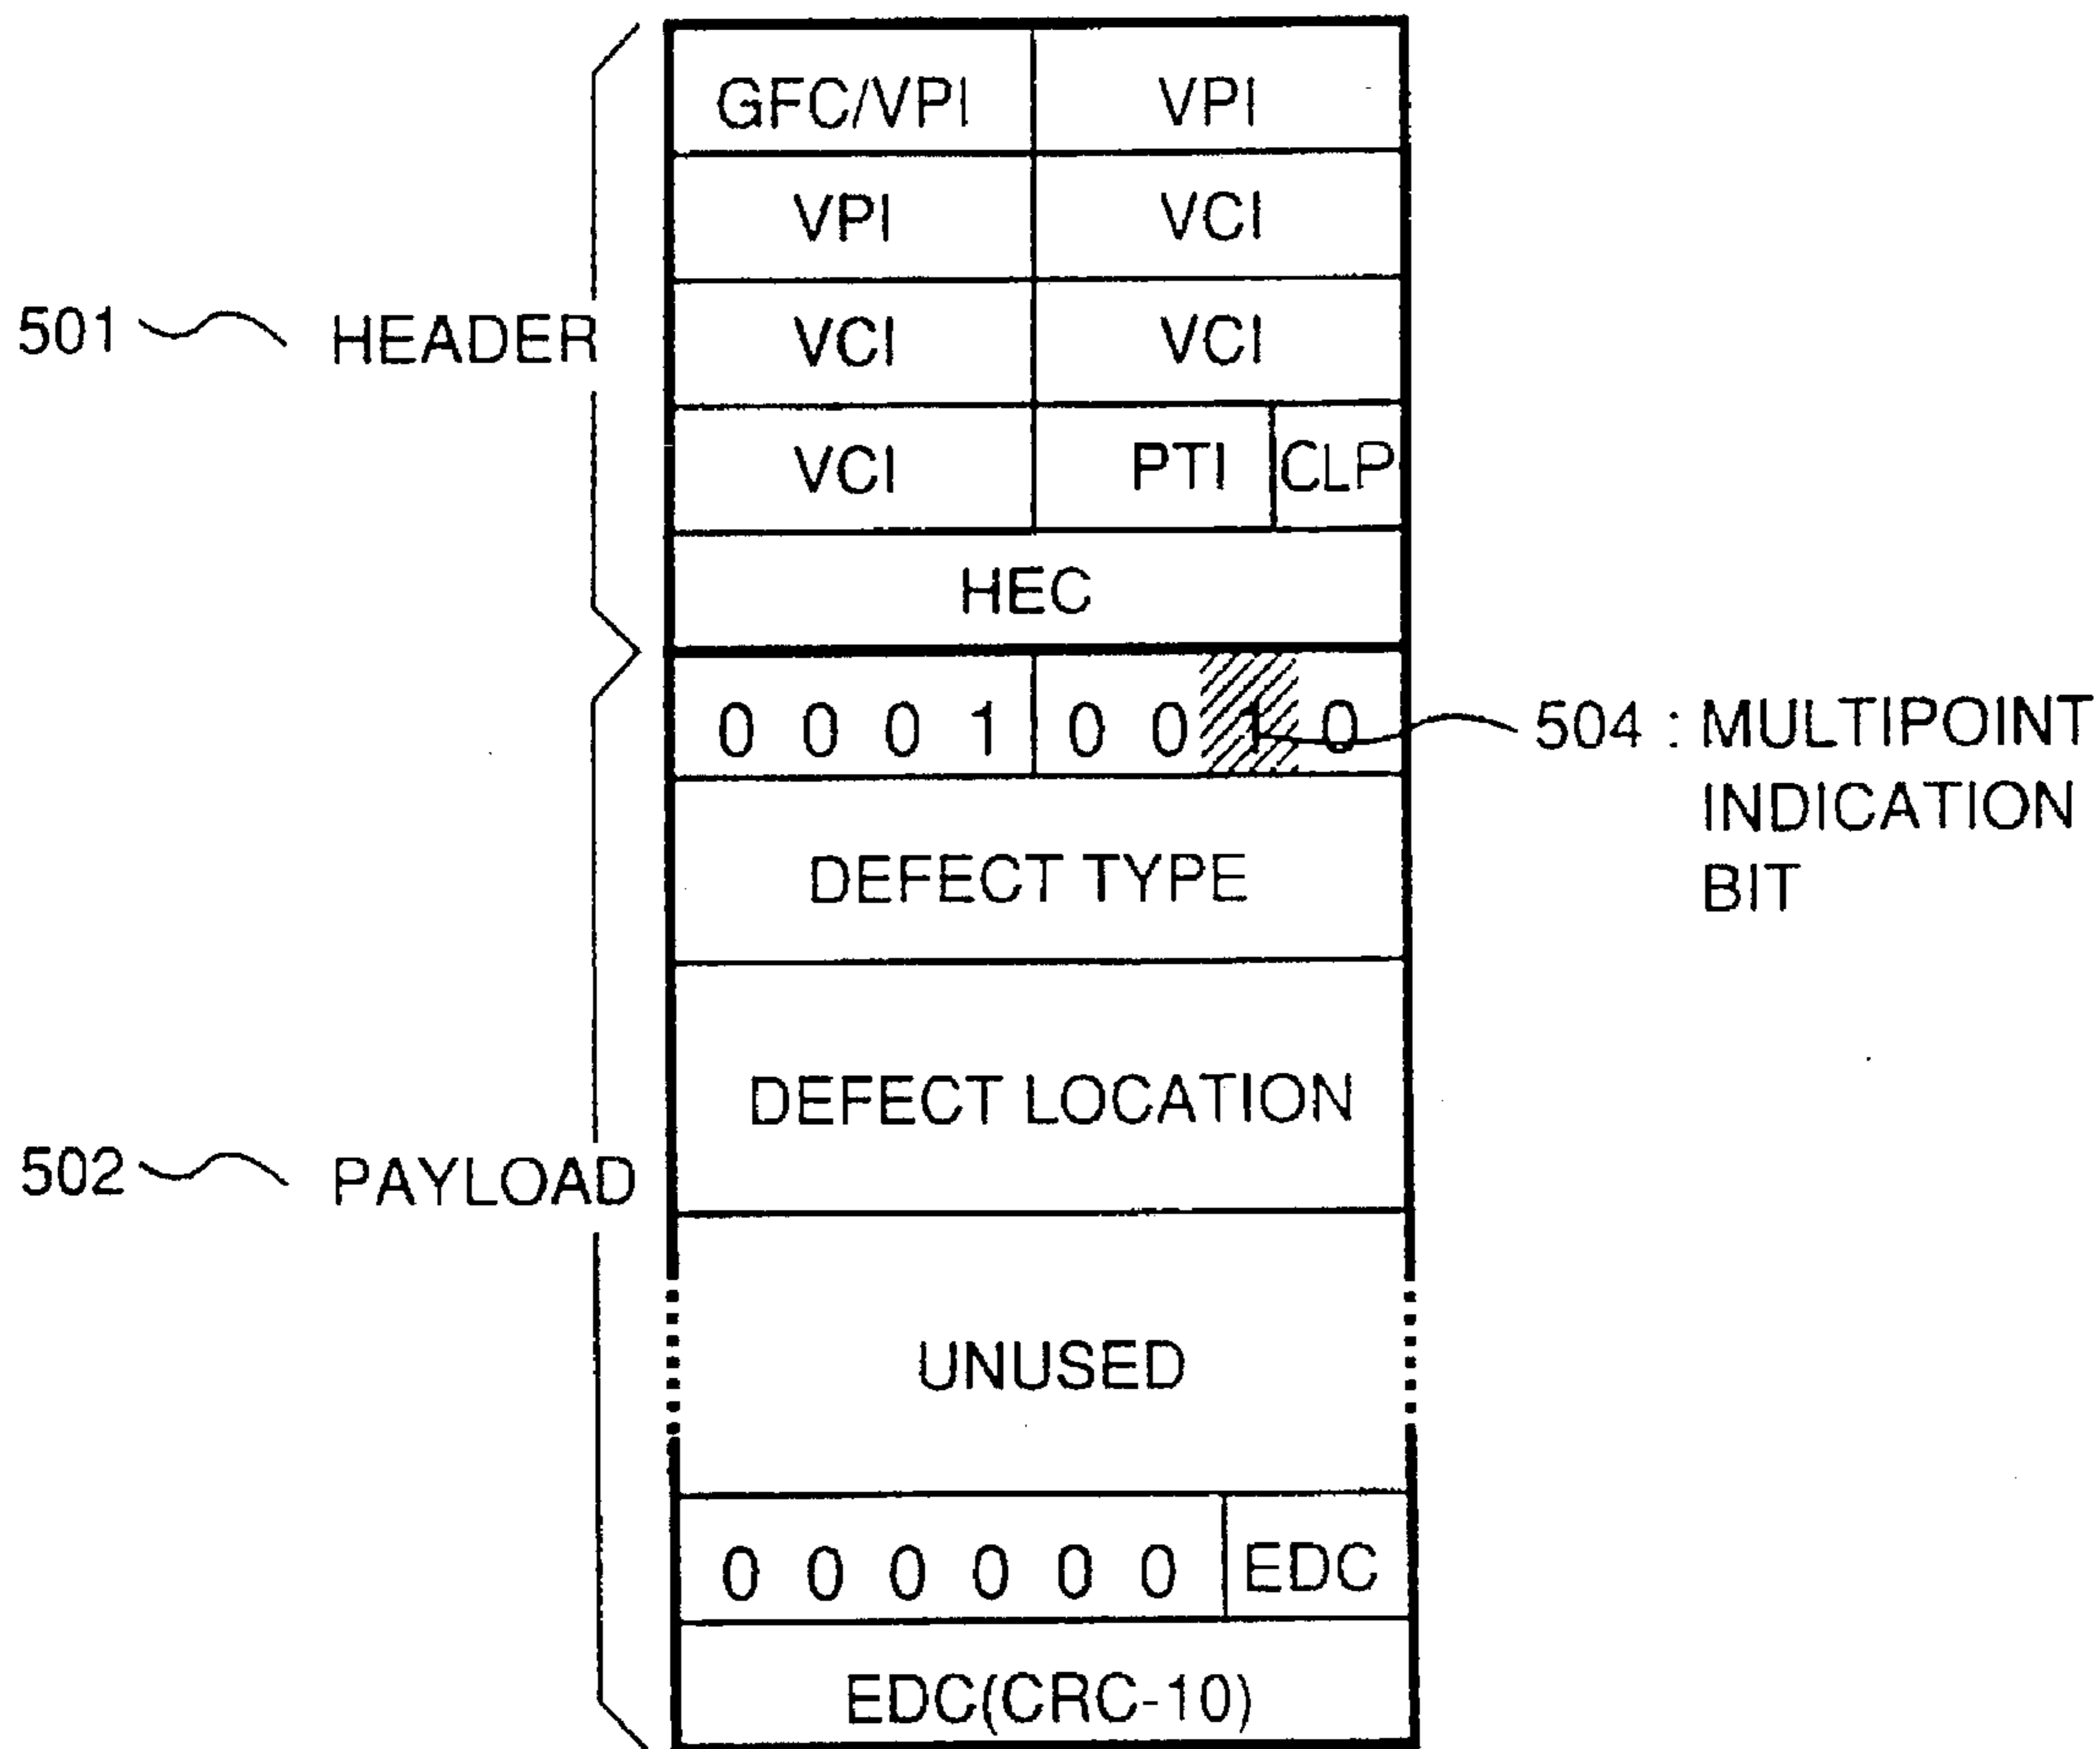 GFC/VPI VPI
VPI VCI
501 HEADER VCI VCI
VCI PTI CLP
HEC
0 0 0 1 0 0 1 0 504 : MULTIPOINT
INDICATION
BIT
DEFECT TYPE
DEFECT LOCATION
502 PAYLOAD
UNUSED
0 0 0 0 0 0 EDC
EDC(CRC-10)